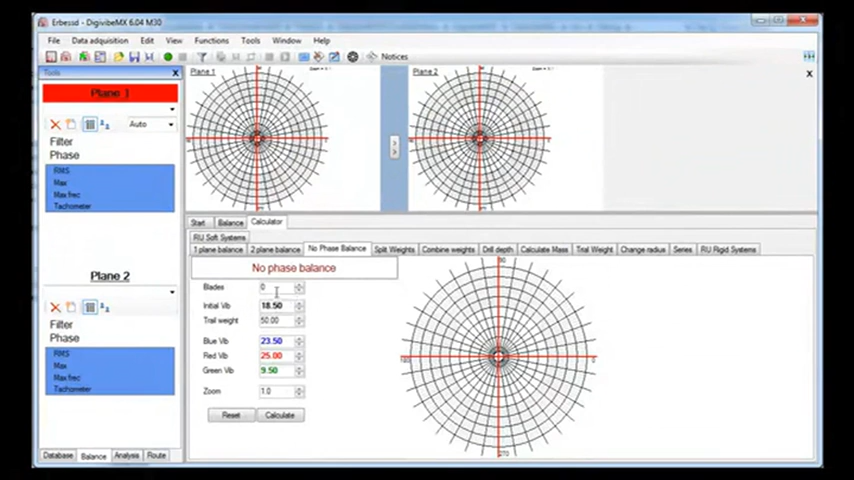 Erbessd - DigivibeMX 6.04 M30
File Data adquisition Edit View Functions Tools Window Help
Notices
Tools X
Plane 1
Auto
Filter
Phase
RMS
Max
Max frec
Tachometer
Plane 2
Filter
Phase
RMS
Max
Max frec
Tachometer
Database Balance Analysis Route
Plane 1
Plane 2
X
Start Balance Calculator
RU Soft Systems
1 plane balance 2 plane balance No Phase Balance Split Weights Combine weights Drill depth Calculate Mass Trail Weight Change radius Series RU Rigid Systems
No phase balance
Blades 0
Initial Vib 18.50
Trail weight 50.00
Blue Vib 23.50
Red Vib 25.00
Green Vib 9.50
Zoom 1.0
Reset Calculate
90
180
0
270